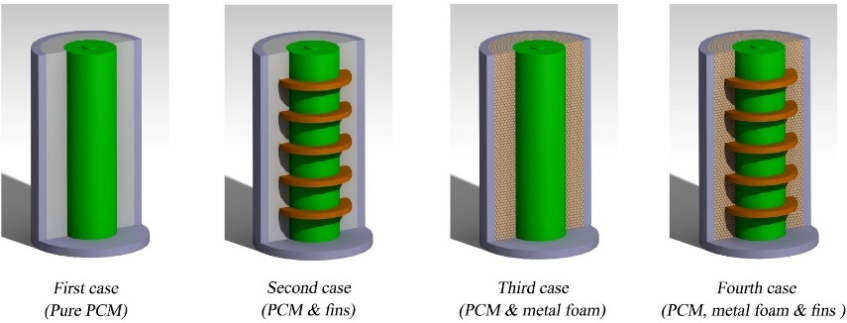 First case
(Pure PCM)
Second case
(PCM & fins)
Third case
(PCM & metal foam)
Fourth case
(PCM, metal foam & fins )